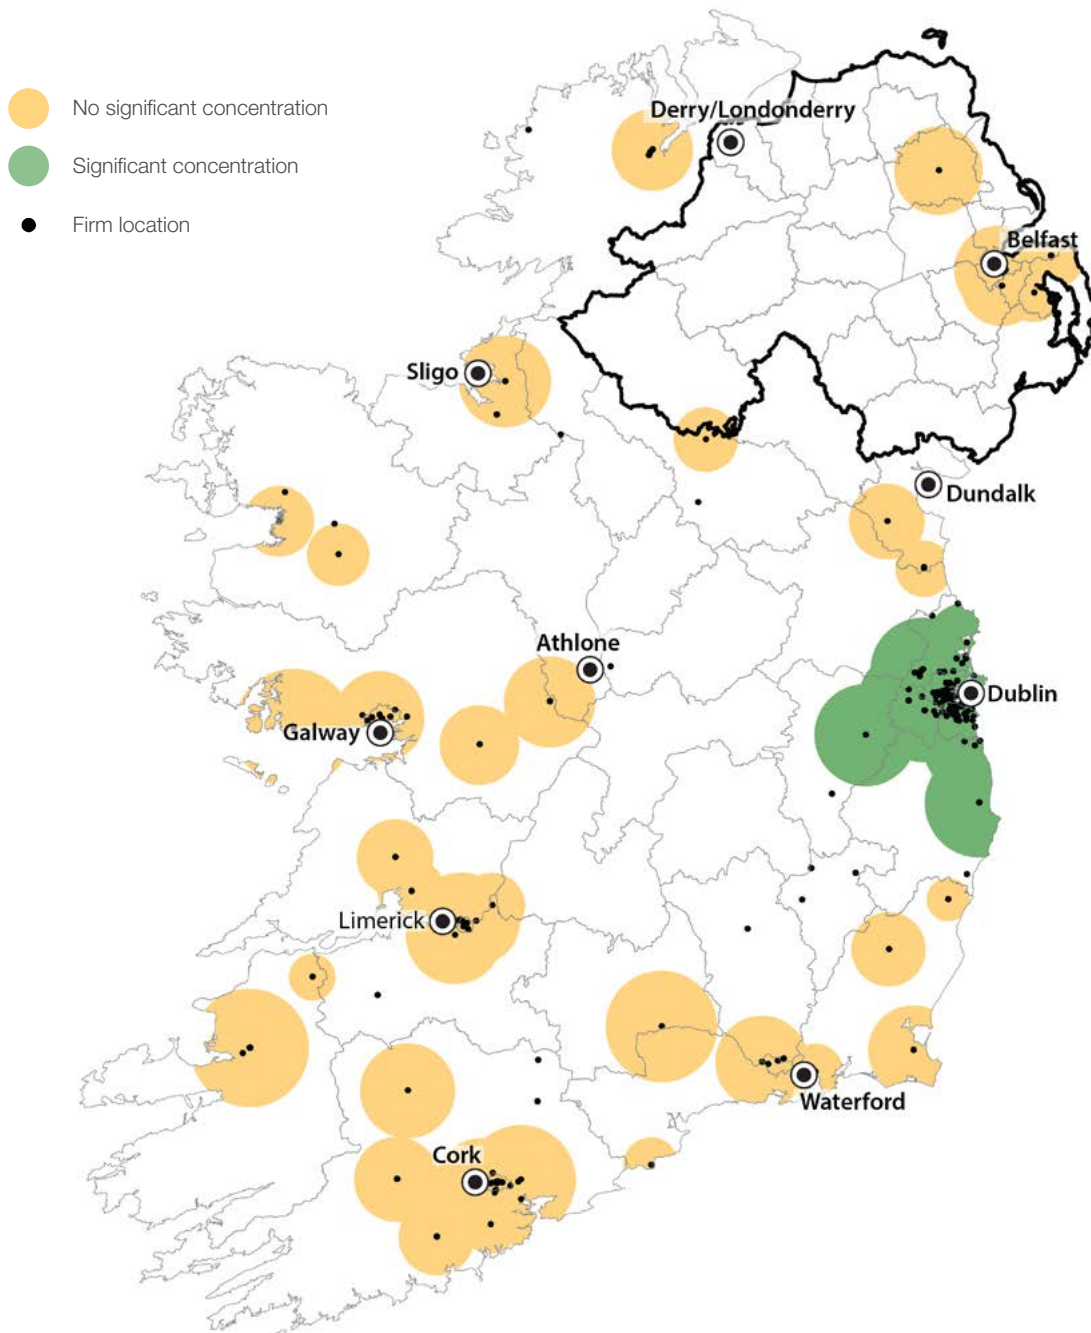 No significant concentration
Significant concentration
Firm location
Derry/Londonderry
Belfast
Sligo
Dundalk
Athlone
Dublin
Galway
Limerick
Waterford
Cork